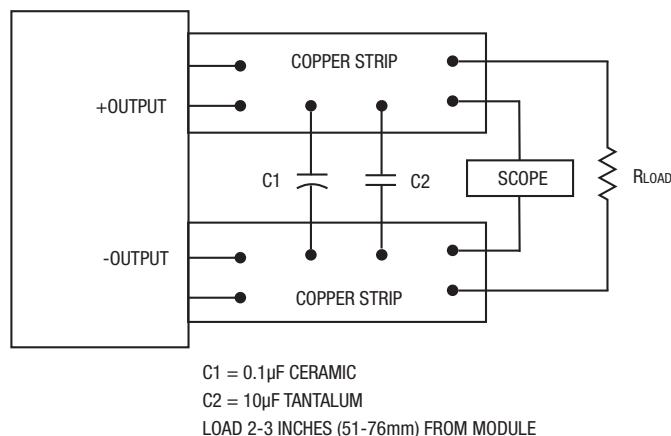 COPPER STRIP
+OUTPUT
C1
C2
SCOPE
RLOAD
-OUTPUT
COPPER STRIP
C1 = 0.1µF CERAMIC
C2 = 10µF TANTALUM
LOAD 2-3 INCHES (51-76mm) FROM MODULE